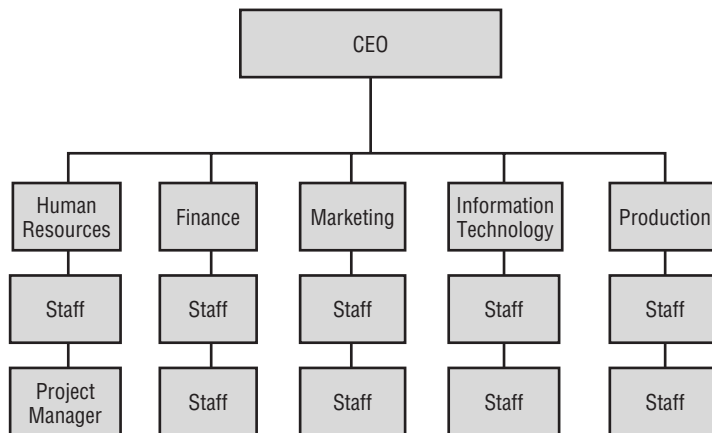 CEO
Human
Resources
Finance
Marketing
Information
Technology
Production
Staff
Staff
Staff
Staff
Staff
Project
Manager
Staff
Staff
Staff
Staff